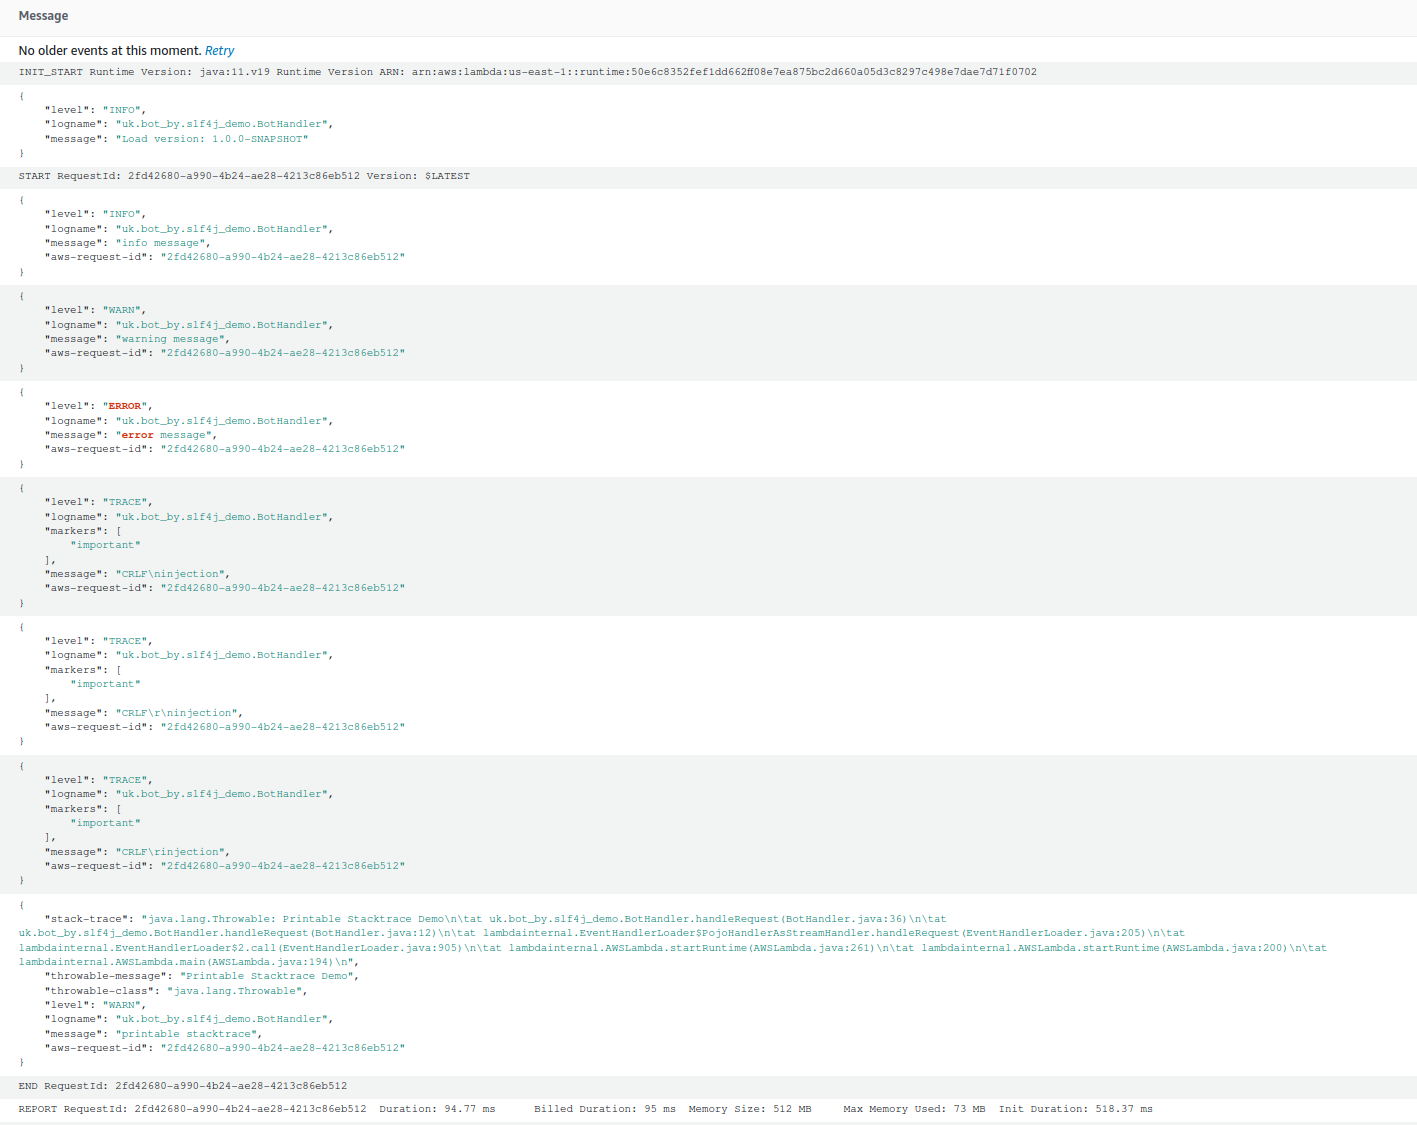 Message
No older events at this moment. Retry
INIT_START Runtime Version: java:11.v19 Runtime Version ARN: arn:aws:lambda:us-east-1::runtime:50e6c8352fef1dd662ff08e7ea875bc2d660a05d3c8297c498e7dae7d71f0702
{
"level": "INFO",
"logname": "uk.bot_by.slf4j_demo.BotHandler",
"message": "Load version: 1.0.0-SNAPSHOT"
}
START RequestId: 2fd42680-a990-4b24-ae28-4213c86eb512 Version: $LATEST
{
"level": "INFO",
"logname": "uk.bot_by.slf4j_demo.BotHandler",
"message": "info message",
"aws-request-id": "2fd42680-a990-4b24-ae28-4213c86eb512"
}
{
"level": "WARN",
"logname": "uk.bot_by.slf4j_demo.BotHandler",
"message": "warning message",
"aws-request-id": "2fd42680-a990-4b24-ae28-4213c86eb512"
}
{
"level": "ERROR",
"logname": "uk.bot_by.slf4j_demo.BotHandler",
"message": "error message",
"aws-request-id": "2fd42680-a990-4b24-ae28-4213c86eb512"
}
{
"level": "TRACE",
"logname": "uk.bot_by.slf4j_demo.BotHandler",
"markers": [
"important"
],
"message": "CRLF\ninjection",
"aws-request-id": "2fd42680-a990-4b24-ae28-4213c86eb512"
}
{
"level": "TRACE",
"logname": "uk.bot_by.slf4j_demo.BotHandler",
"markers": [
"important"
],
"message": "CRLF\r\ninjection",
"aws-request-id": "2fd42680-a990-4b24-ae28-4213c86eb512"
}
{
"level": "TRACE",
"logname": "uk.bot_by.slf4j_demo.BotHandler",
"markers": [
"important"
],
"message": "CRLF\rinjection",
"aws-request-id": "2fd42680-a990-4b24-ae28-4213c86eb512"
}
{
"stack-trace": "java.lang.Throwable: Printable Stacktrace Demo\n\tat uk.bot_by.slf4j_demo.BotHandler.handleRequest(BotHandler.java:36)\n\tat
uk.bot_by.slf4j_demo.BotHandler.handleRequest(BotHandler.java:12)\n\tat lambdainternal.EventHandlerLoader$PojoHandlerAsStreamHandler.handleRequest(EventHandlerLoader.java:205)\n\tat
lambdainternal.EventHandlerLoader$2.call(EventHandlerLoader.java:905)\n\tat lambdainternal.AWSLambda.startRuntime(AWSLambda.java:261)\n\tat lambdainternal.AWSLambda.startRuntime(AWSLambda.java:200)\n\tat
lambdainternal.AWSLambda.main(AWSLambda.java:194)\n",
"throwable-message": "Printable Stacktrace Demo",
"throwable-class": "java.lang.Throwable",
"level": "WARN",
"logname": "uk.bot_by.slf4j_demo.BotHandler",
"message": "printable stacktrace",
"aws-request-id": "2fd42680-a990-4b24-ae28-4213c86eb512"
}
END RequestId: 2fd42680-a990-4b24-ae28-4213c86eb512
REPORT RequestId: 2fd42680-a990-4b24-ae28-4213c86eb512 Duration: 94.77 ms Billed Duration: 95 ms Memory Size: 512 MB Max Memory Used: 73 MB Init Duration: 518.37 ms